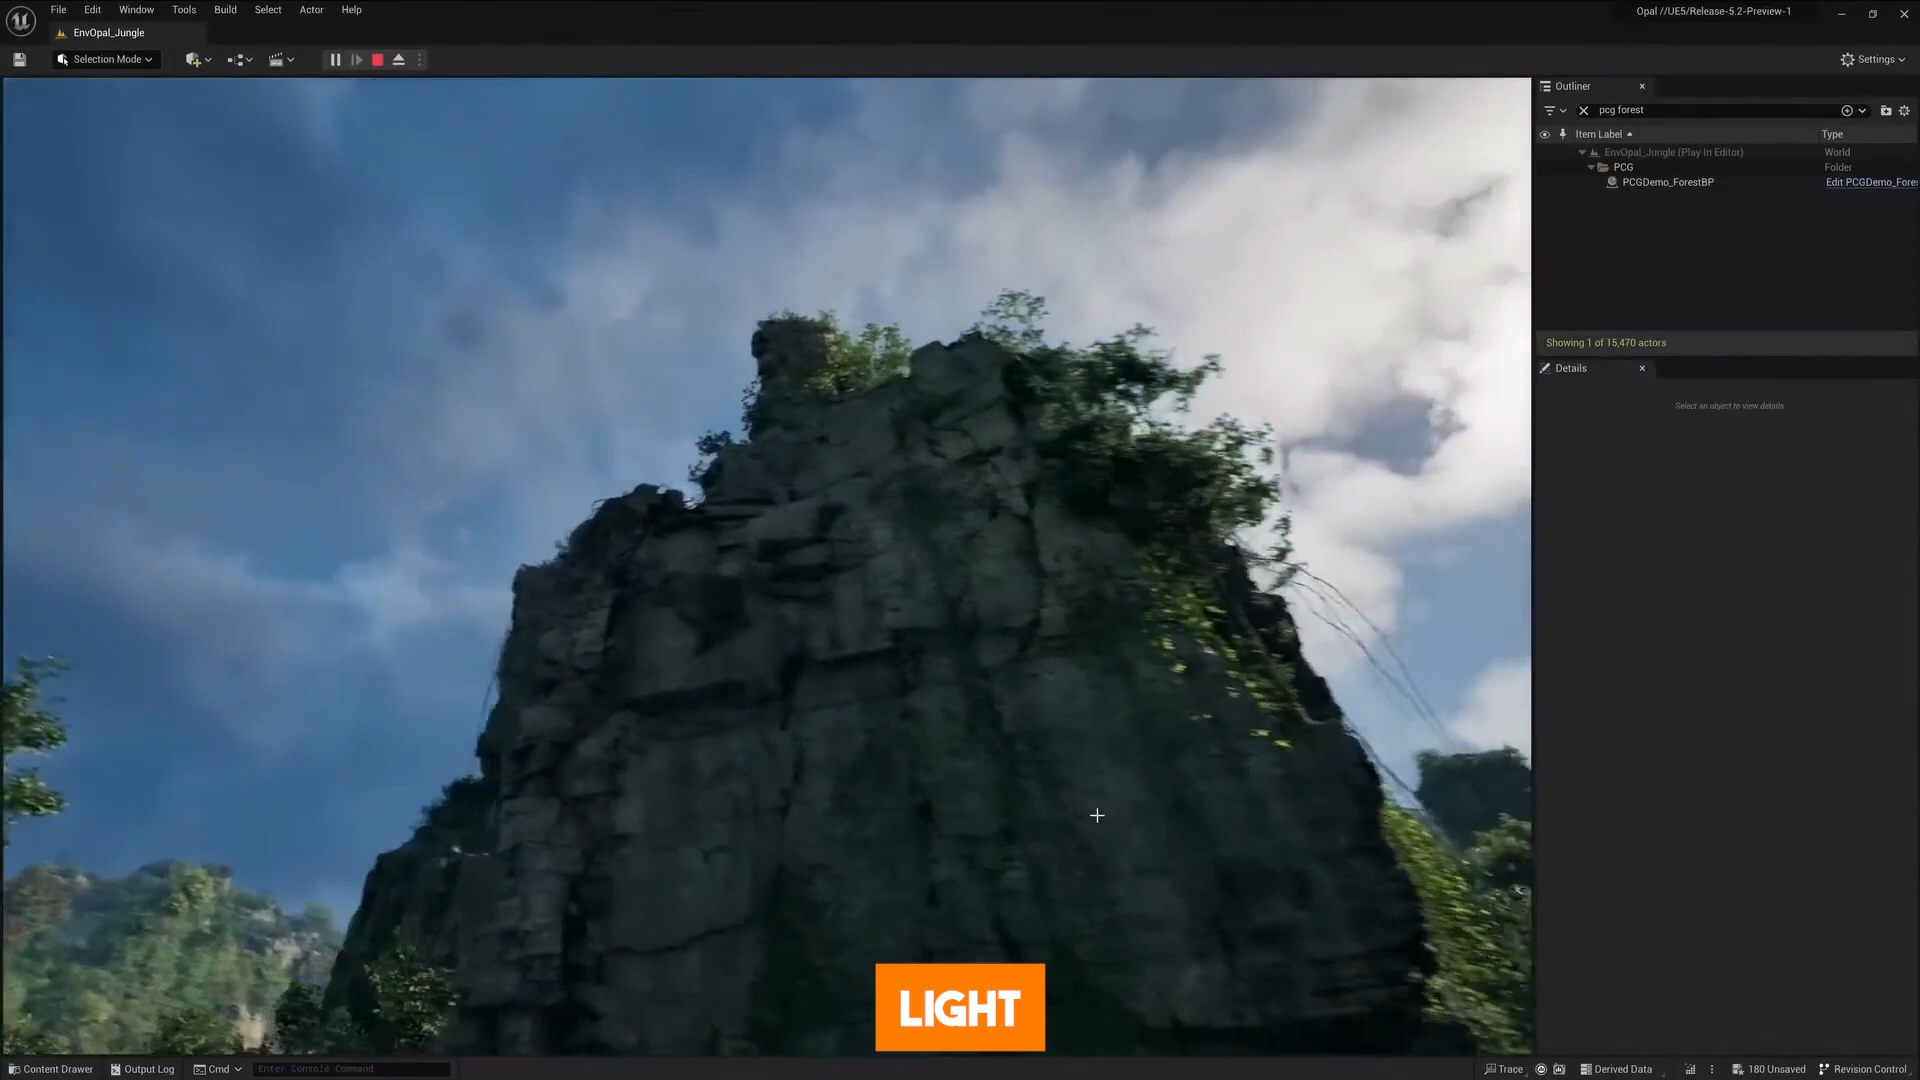 File Edit Window Tools Build Select Actor Help
Opal //UE5/Release-5.2-Preview-1
EnvOpal_Jungle
Selection Mode
Settings
Outliner
pcg forest
Item Label Type
EnvOpal_Jungle (Play In Editor) World
PCG Folder
PCGDemo_ForestBP Edit PCGDemo_Fores
Showing 1 of 15,470 actors
Details
Select an object to view details
LIGHT
Content Drawer Output Log Cmd Enter Console Command Trace Derived Data 180 Unsaved Revision Control